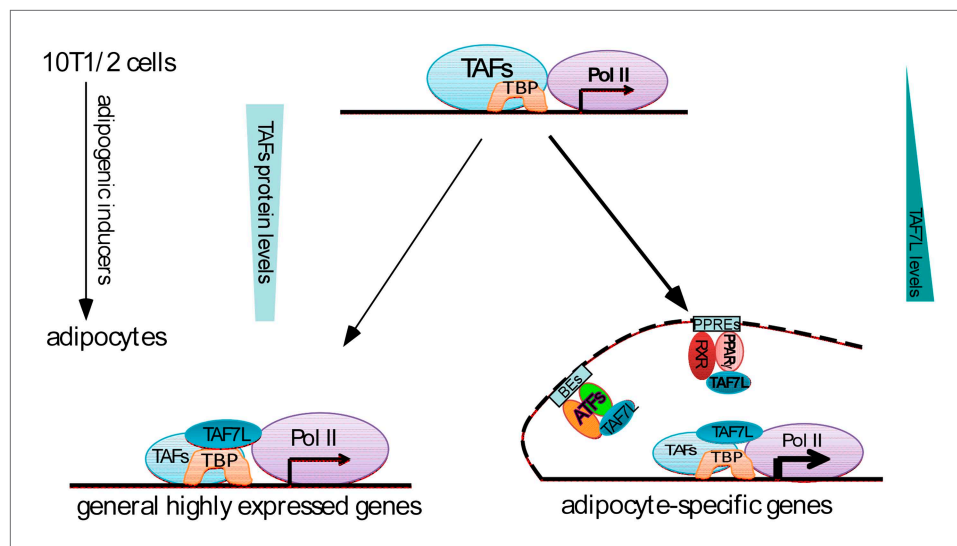 10T1/2 cells
adipogenic inducers
adipocytes
TAFs protein levels
TAFs
TBP
Pol II
TAF7L levels
TAF7L
TAFs
TBP
Pol II
general highly expressed genes
PPREs
RXR
PPARγ
TAF7L
BEs
ATFs
TAF7L
TAF7L
TAFs
TBP
Pol II
adipocyte-specific genes